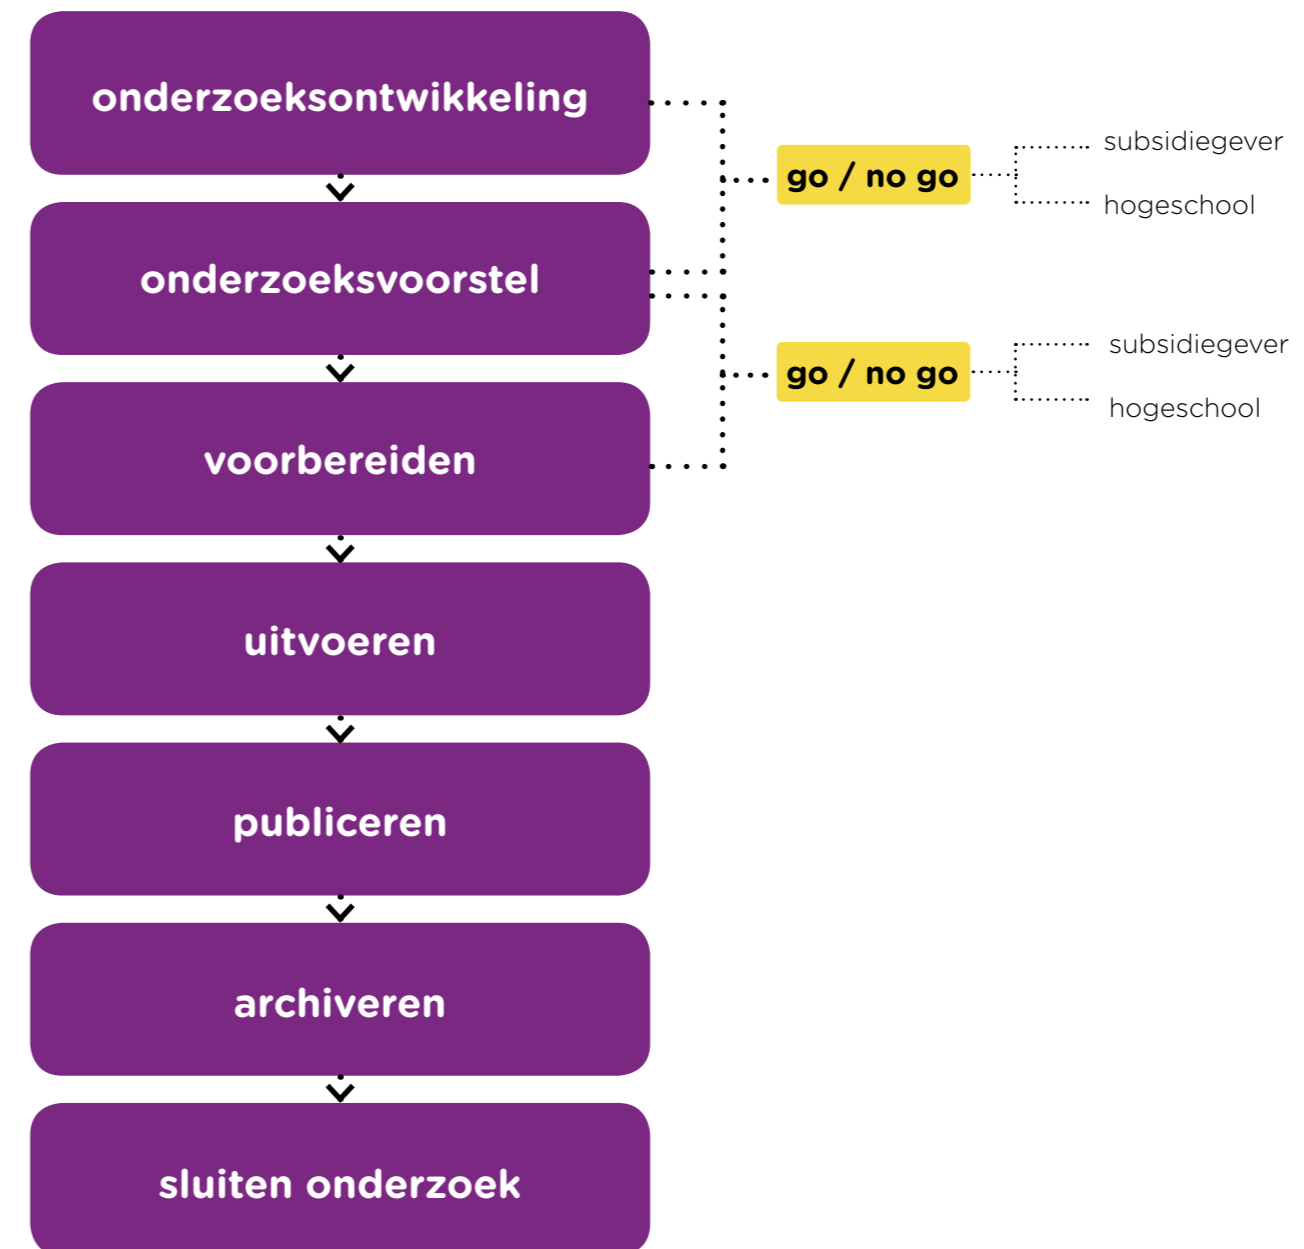 onderzoeksontwikkeling
go / no go
subsidiegever
hogeschool
onderzoeksvoorstel
go / no go
subsidiegever
hogeschool
voorbereiden
uitvoeren
publiceren
archiveren
sluiten onderzoek